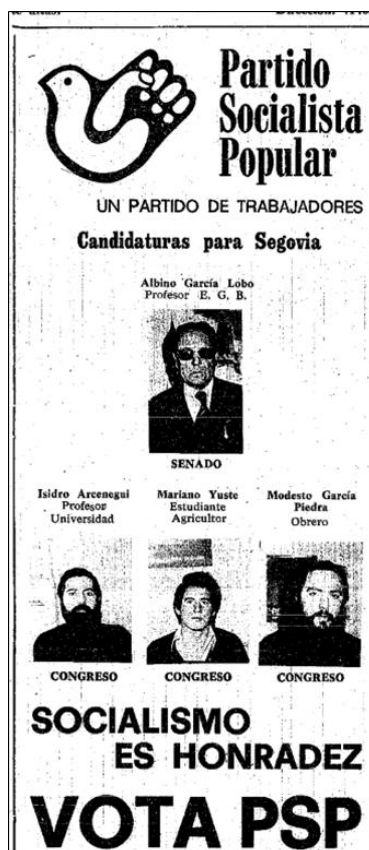 Partido
Socialista
Popular
UN PARTIDO DE TRABAJADORES
Candidaturas para Segovia
Albino García Lobo
Profesor E. G. B.
SENADO
Isidro Arcenegui
Profesor
Universidad
Mariano Yuste
Estudiante
Agricultor
Modesto García
Piedra
Obrero
CONGRESO
CONGRESO
CONGRESO
SOCIALISMO
ES HONRADEZ
VOTA PSP